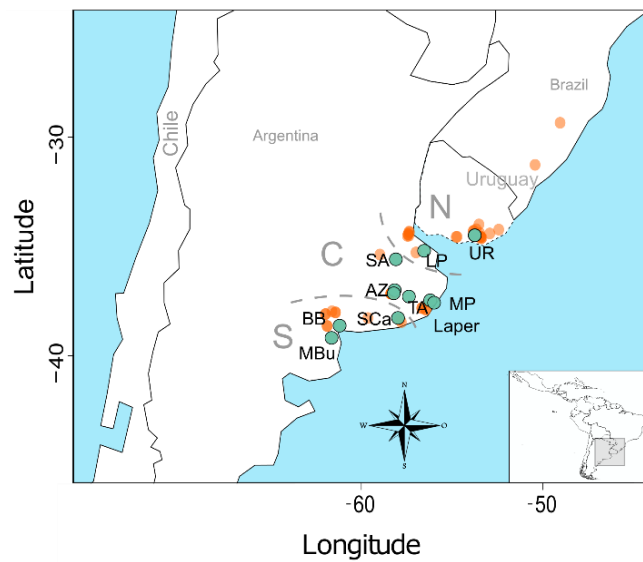 Brazil
−30
Chile
Argentina
Uruguay
N
Latitude
C
SA
LP
UR
AZ
TA
MP
BB
SCa
Laper
S
MBu
−40
N
W
O
S
−60
−50
Longitude